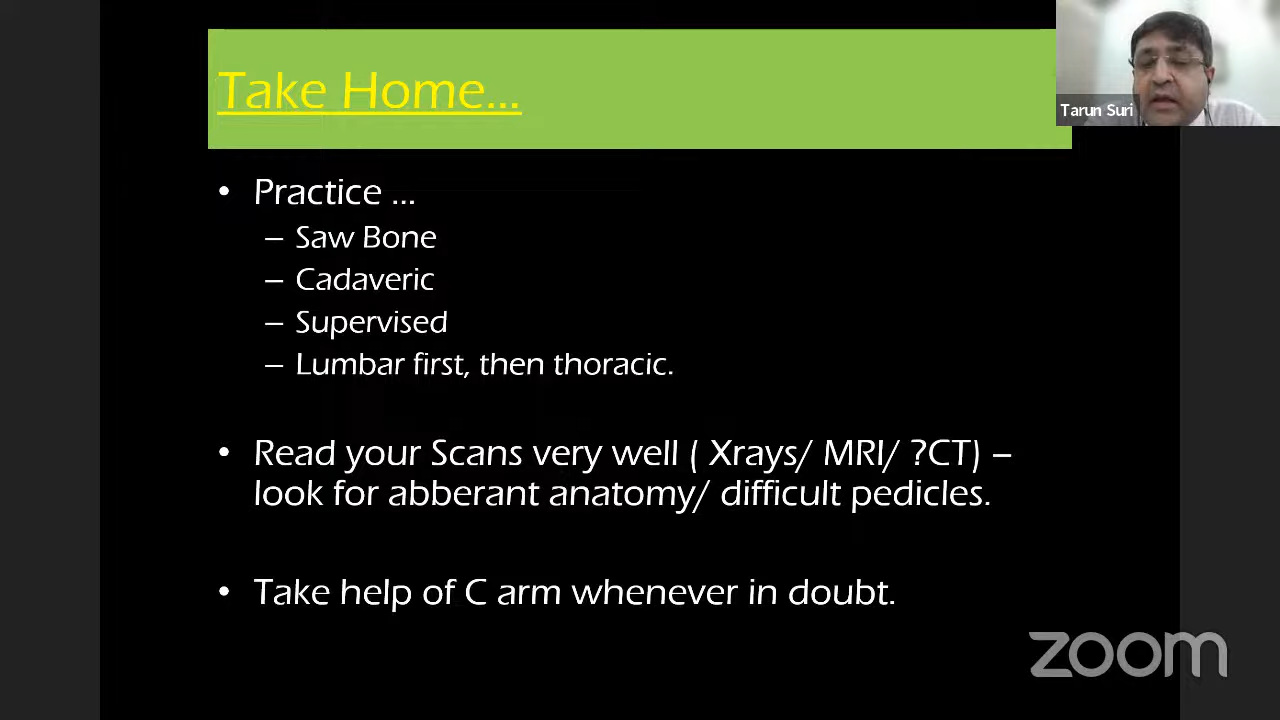 Take Home...
Tarun Suri
• Practice ...
– Saw Bone
– Cadaveric
– Supervised
– Lumbar first, then thoracic.
• Read your Scans very well ( Xrays/ MRI/ ?CT) –
look for abberant anatomy/ difficult pedicles.
• Take help of C arm whenever in doubt.
zoom